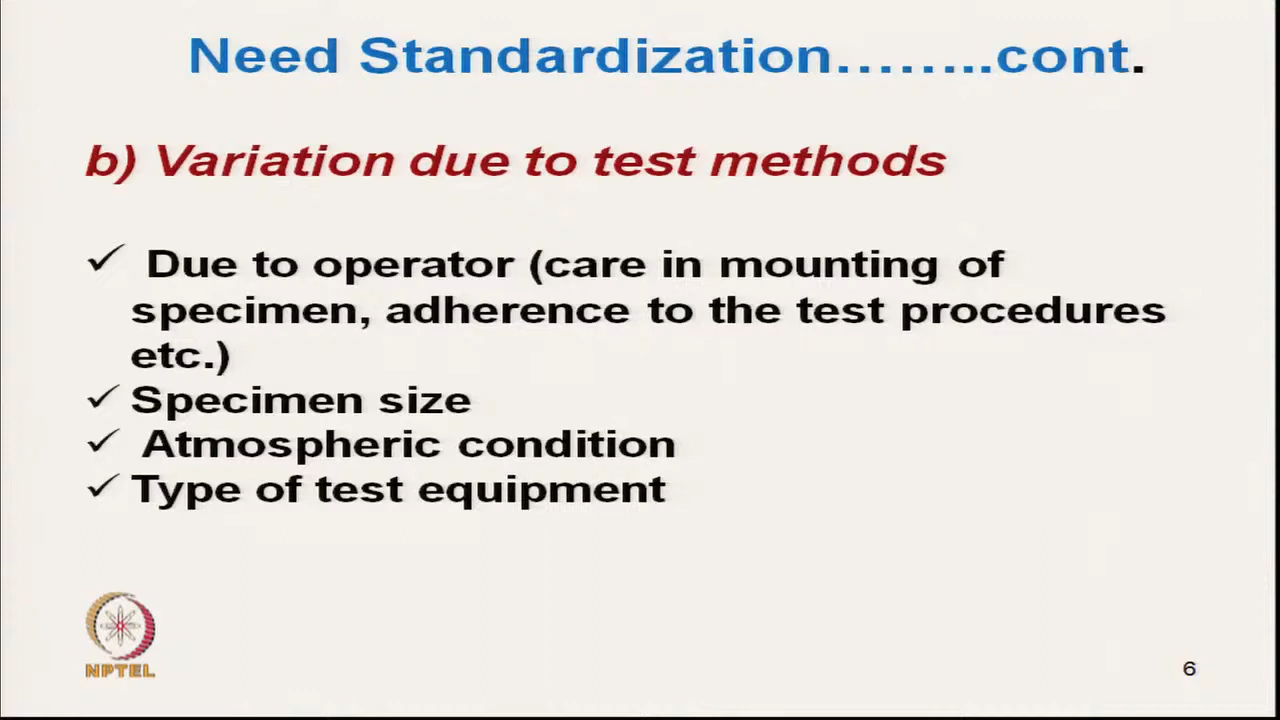 Need Standardization……..cont.
b) Variation due to test methods
✓ Due to operator (care in mounting of
specimen, adherence to the test procedures
etc.)
✓ Specimen size
✓ Atmospheric condition
✓ Type of test equipment
NPTEL
6